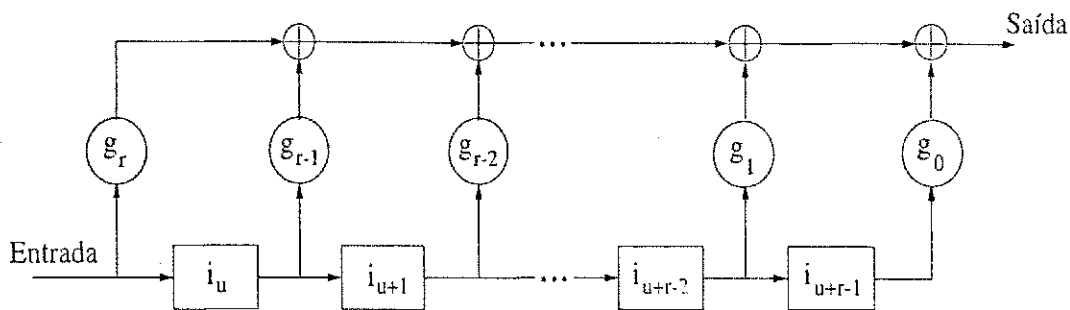 Saída
g_r g_{r-1} g_{r-2} g_1 g_0
Entrada
i_u i_{u+1} ... i_{u+r-2} i_{u+r-1}